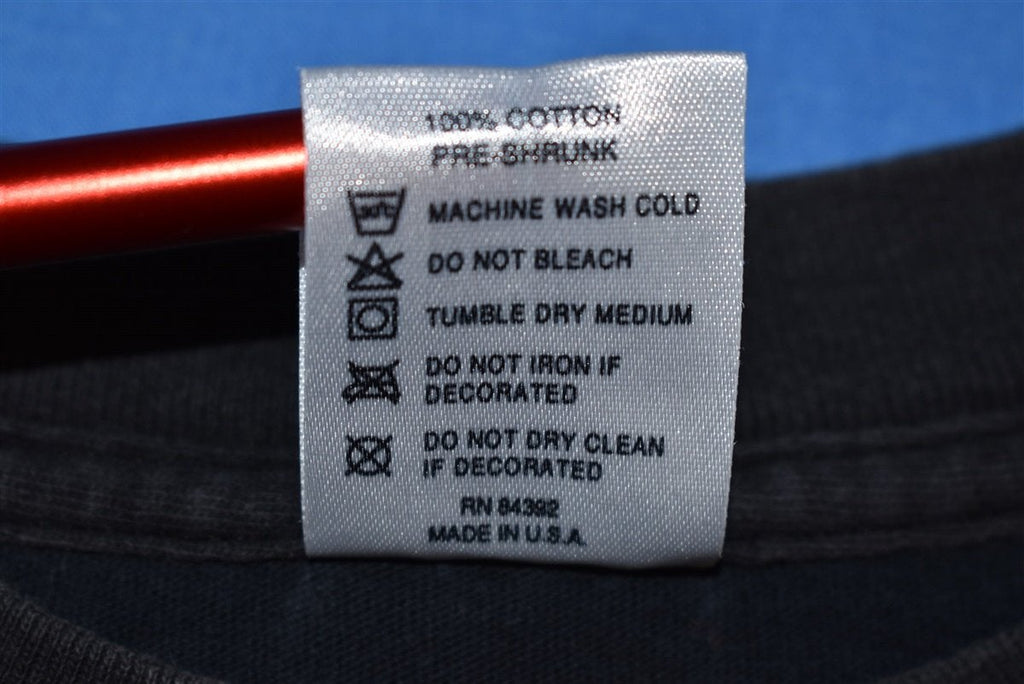 100% COTTON
PRE-SHRUNK
30°C MACHINE WASH COLD
DO NOT BLEACH
TUMBLE DRY MEDIUM
DO NOT IRON IF
DECORATED
DO NOT DRY CLEAN
IF DECORATED
RN 84392
MADE IN U.S.A.